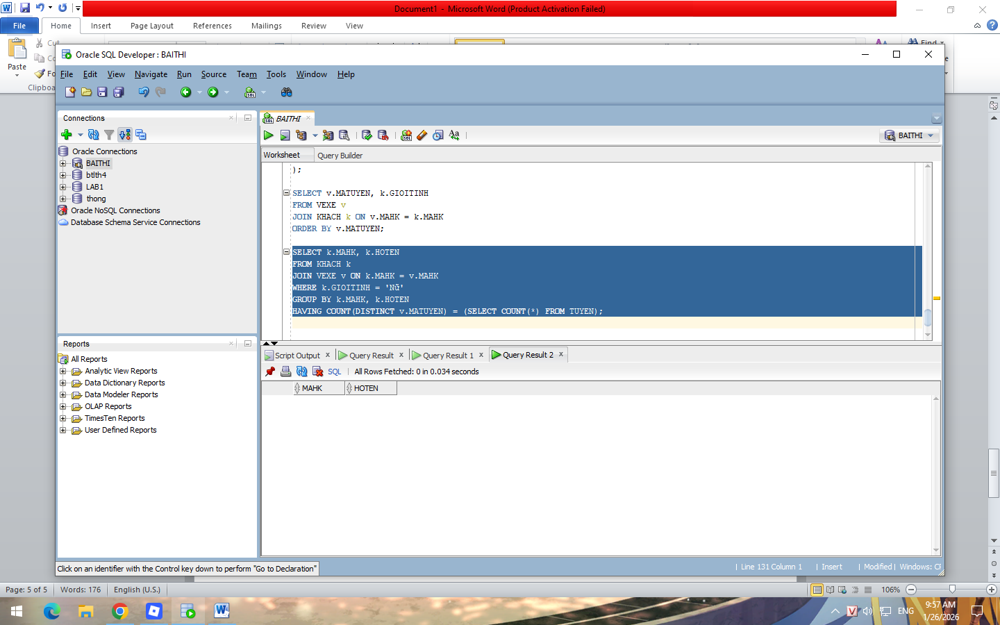 Document1 - Microsoft Word (Product Activation Failed)
File Home Insert Page Layout References Mailings Review View
Cut
Paste
Find
Oracle SQL Developer : BAITHI
File Edit View Navigate Run Source Team Tools Window Help
Connections
Oracle Connections
BAITHI
btlth4
LAB1
thong
Oracle NoSQL Connections
Database Schema Service Connections
Reports
All Reports
Analytic View Reports
Data Dictionary Reports
Data Modeler Reports
OLAP Reports
TimesTen Reports
User Defined Reports
BAITHI
BAITHI
Worksheet Query Builder
);
SELECT v.MATUYEN, k.GIOITINH
FROM VEXE v
JOIN KHACH k ON v.MAHK = k.MAHK
ORDER BY v.MATUYEN;
SELECT k.MAHK, k.HOTEN
FROM KHACH k
JOIN VEXE v ON k.MAHK = v.MAHK
WHERE k.GIOITINH = 'Nữ'
GROUP BY k.MAHK, k.HOTEN
HAVING COUNT(DISTINCT v.MATUYEN) = (SELECT COUNT(*) FROM TUYEN);
Script Output x Query Result x Query Result 1 x Query Result 2 x
SQL | All Rows Fetched: 0 in 0.034 seconds
MAHK HOTEN
Click on an identifier with the Control key down to perform "Go to Declaration"
| Line 131 Column 1 | Insert | Modified | Windows: CF
Page: 5 of 5 Words: 176 English (U.S.) 106%
ENG
9:57 AM
1/26/2026